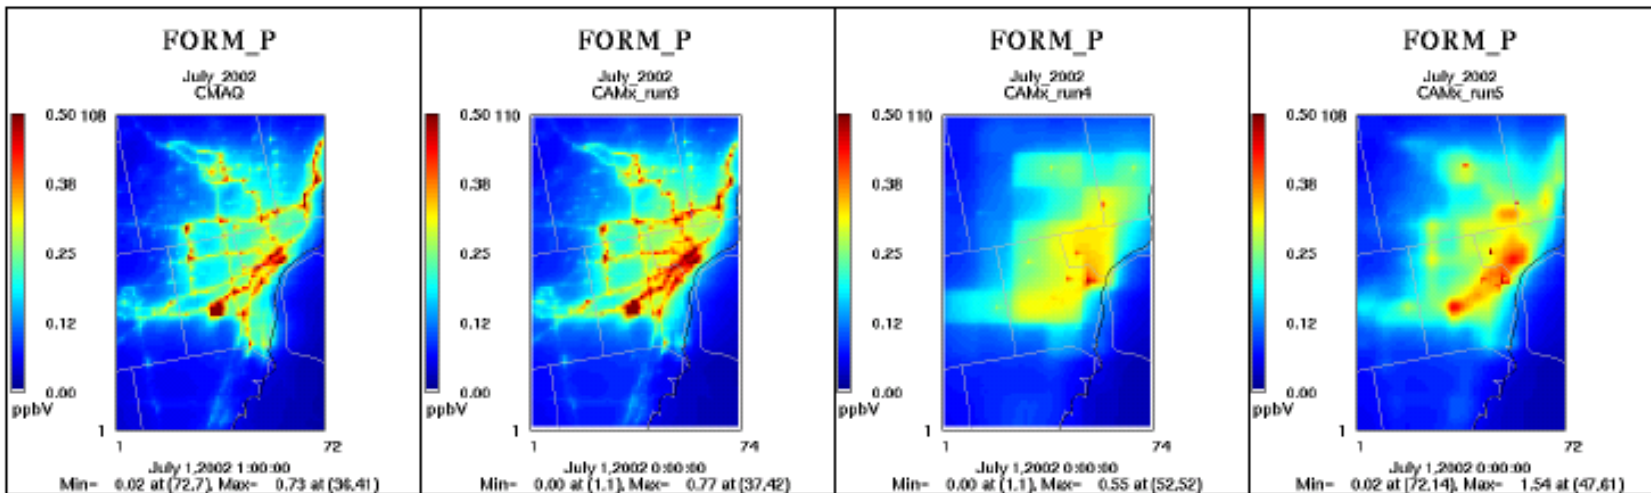 FORM_P
July_2002
CMAQ
0.50
0.38
0.25
0.12
0.00
ppbV
108
1
1
72
July 1,2002 1:00:00
Min= 0.02 at (72,7), Max= 0.73 at (36,41)
FORM_P
July_2002
CAMx_run3
0.50
0.38
0.25
0.12
0.00
ppbV
110
1
1
74
July 1,2002 0:00:00
Min= 0.00 at (1,1), Max= 0.77 at (37,42)
FORM_P
July_2002
CAMx_run4
0.50
0.38
0.25
0.12
0.00
ppbV
110
1
1
74
July 1,2002 0:00:00
Min= 0.00 at (1,1), Max= 0.55 at (52,52)
FORM_P
July_2002
CAMx_run5
0.50
0.38
0.25
0.12
0.00
ppbV
108
1
1
72
July 1,2002 0:00:00
Min= 0.02 at (72,14), Max= 1.54 at (47,61)